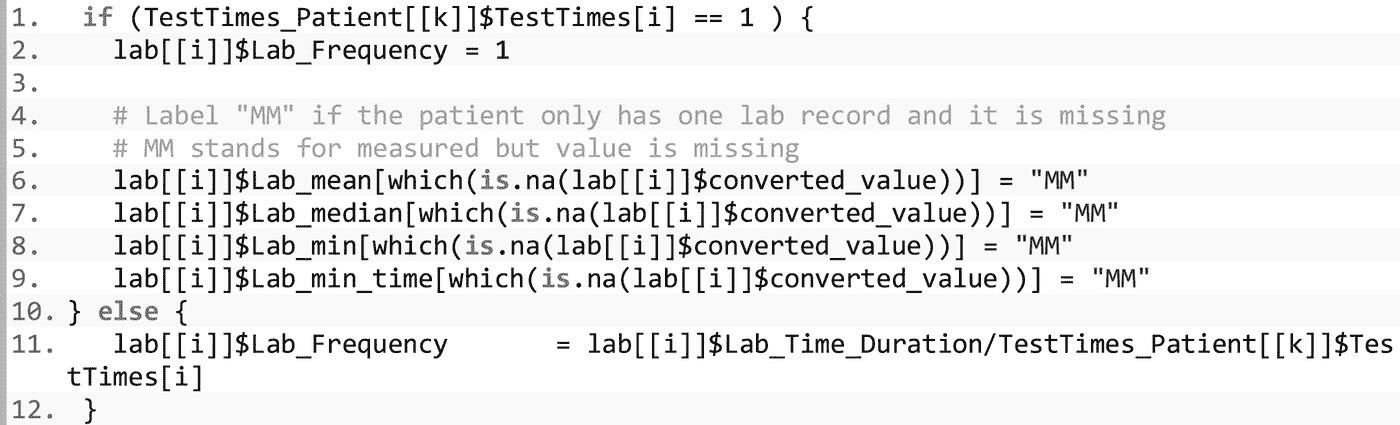 1.   if (TestTimes_Patient[[k]]$TestTimes[i] == 1 ) {
2.     lab[[i]]$Lab_Frequency = 1
3.
4.     # Label "MM" if the patient only has one lab record and it is missing
5.     # MM stands for measured but value is missing
6.     lab[[i]]$Lab_mean[which(is.na(lab[[i]]$converted_value))] = "MM"
7.     lab[[i]]$Lab_median[which(is.na(lab[[i]]$converted_value))] = "MM"
8.     lab[[i]]$Lab_min[which(is.na(lab[[i]]$converted_value))] = "MM"
9.     lab[[i]]$Lab_min_time[which(is.na(lab[[i]]$converted_value))] = "MM"
10. } else {
11.    lab[[i]]$Lab_Frequency       = lab[[i]]$Lab_Time_Duration/TestTimes_Patient[[k]]$Tes
tTimes[i]
12.  }